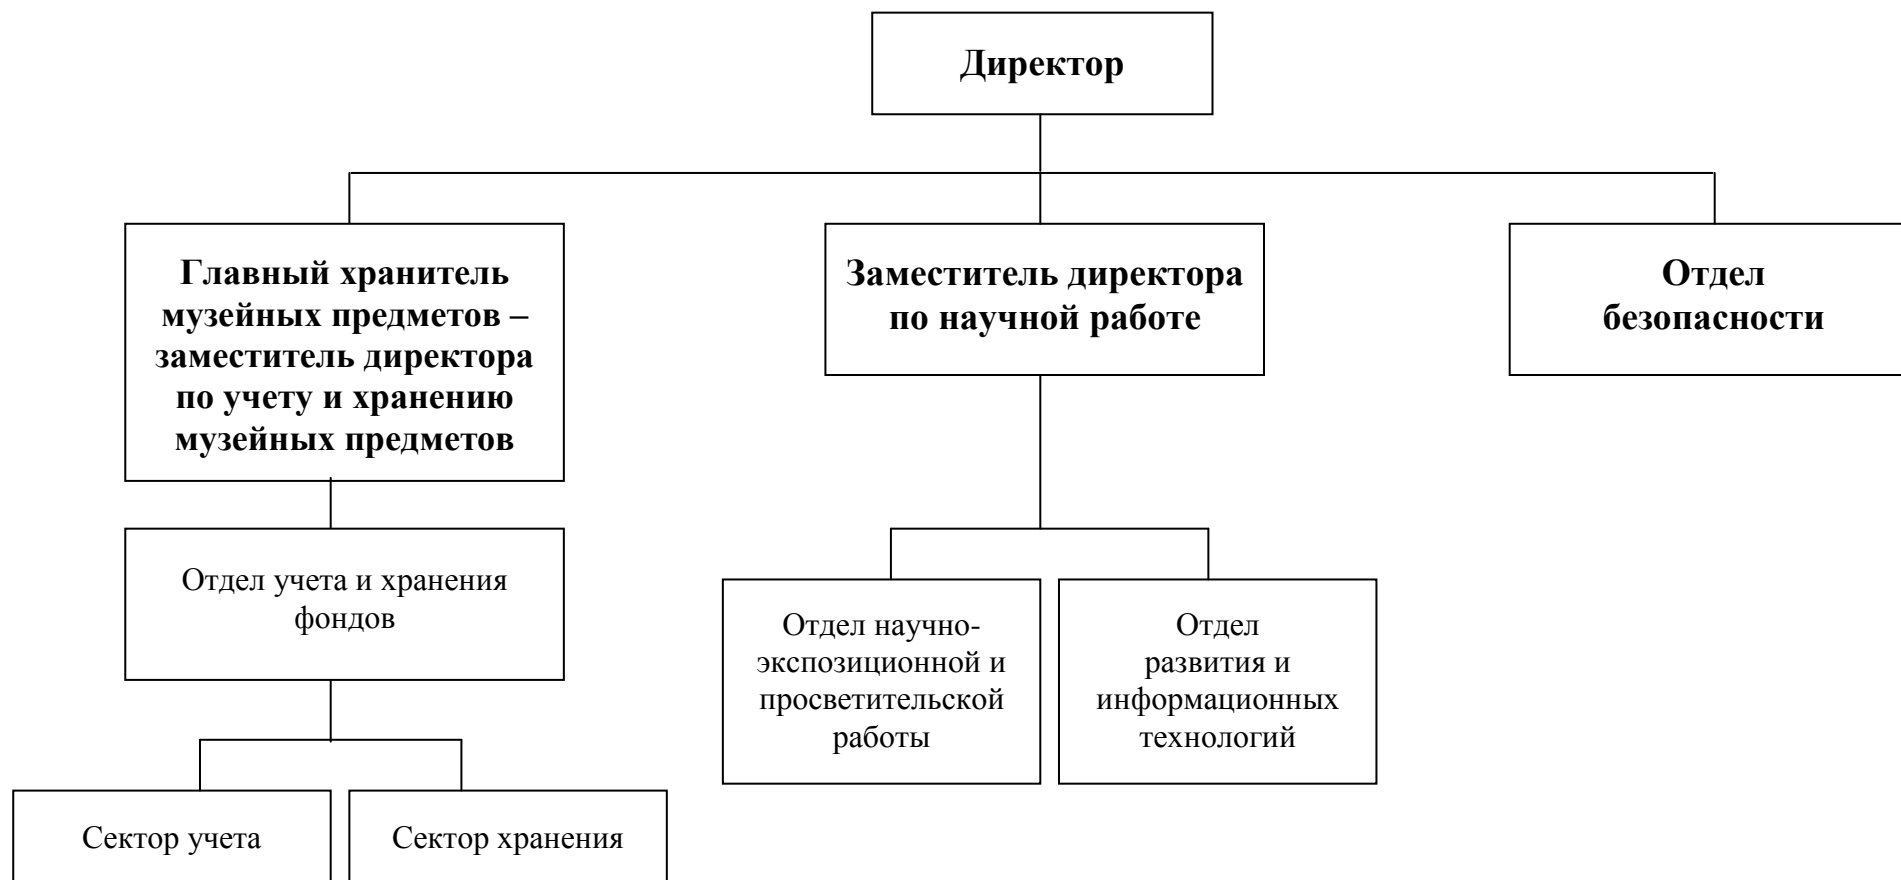 Директор
Главный хранитель
музейных предметов –
заместитель директора
по учету и хранению
музейных предметов
Заместитель директора
по научной работе
Отдел
безопасности
Отдел учета и хранения
фондов
Отдел научно-
экспозиционной и
просветительской
работы
Отдел
развития и
информационных
технологий
Сектор учета
Сектор хранения